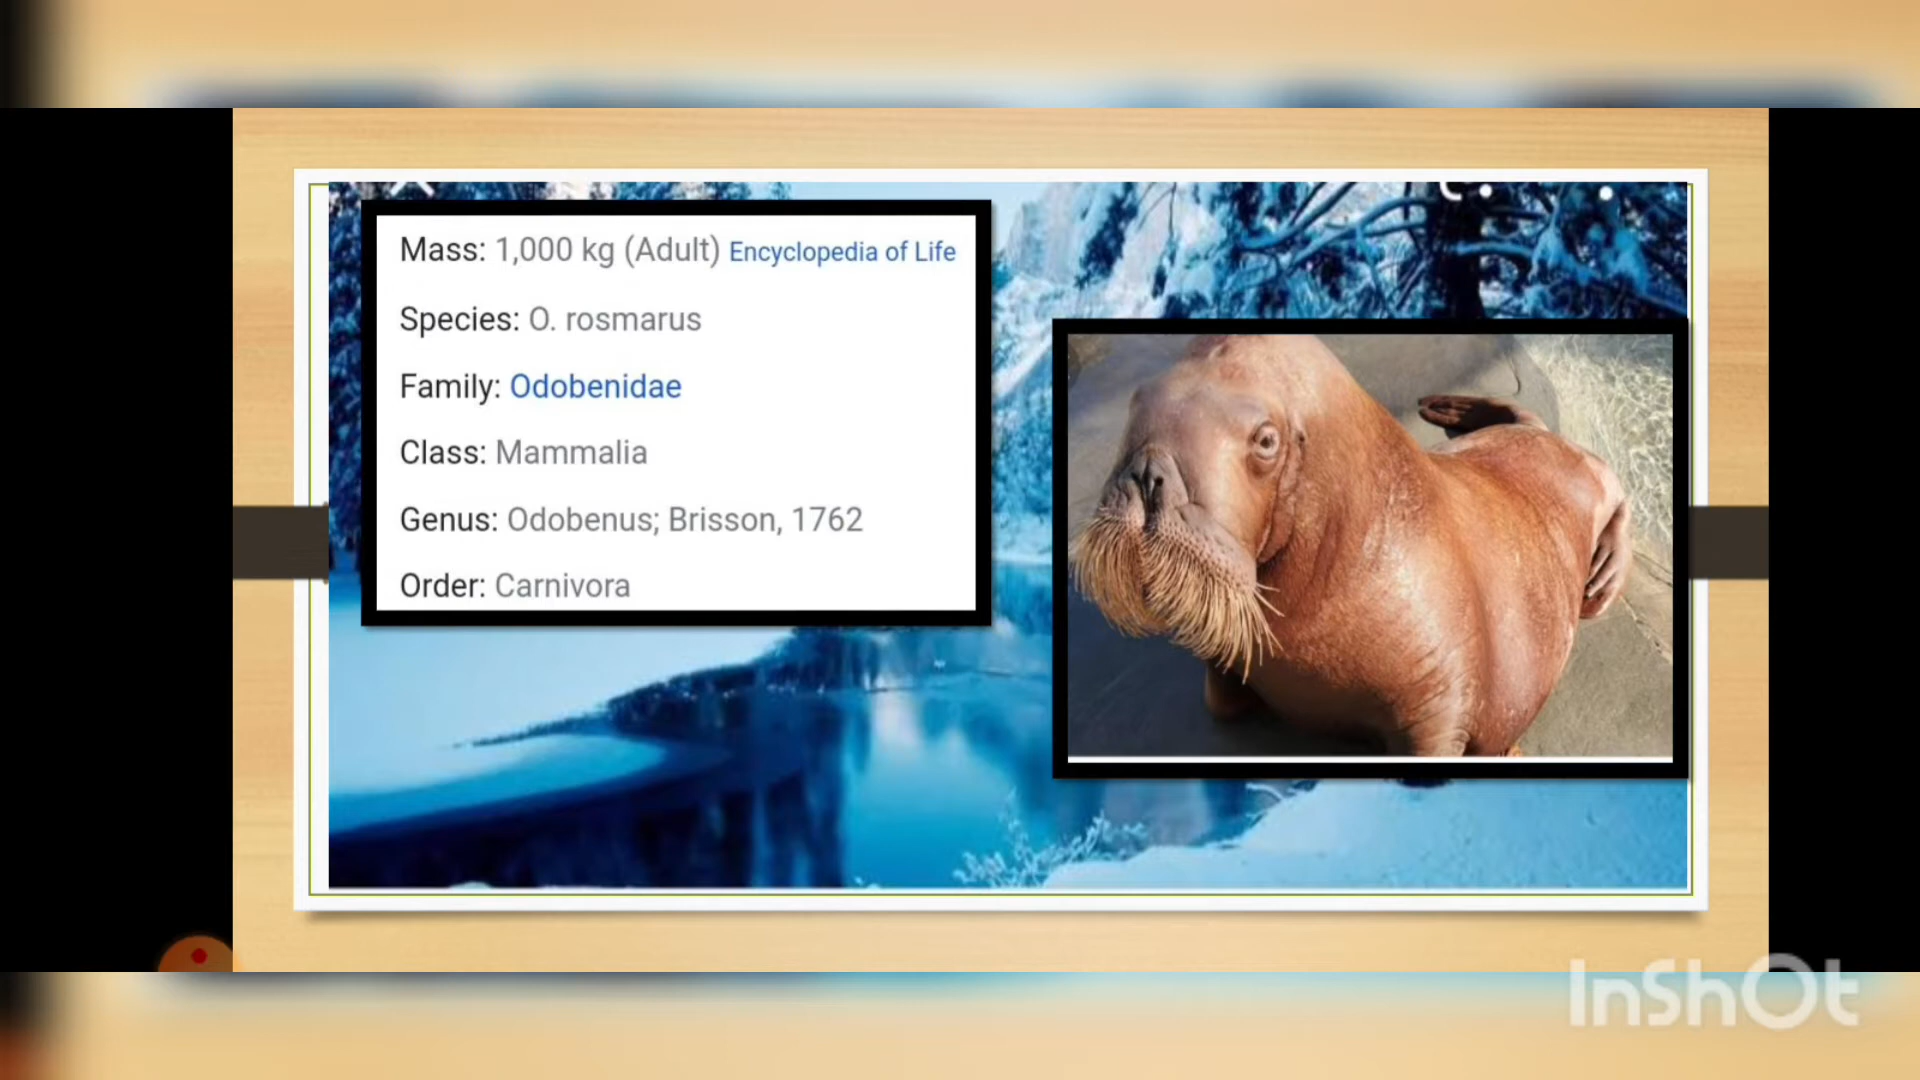 Mass: 1,000 kg (Adult) Encyclopedia of Life
Species: O. rosmarus
Family: Odobenidae
Class: Mammalia
Genus: Odobenus; Brisson, 1762
Order: Carnivora
InShOt